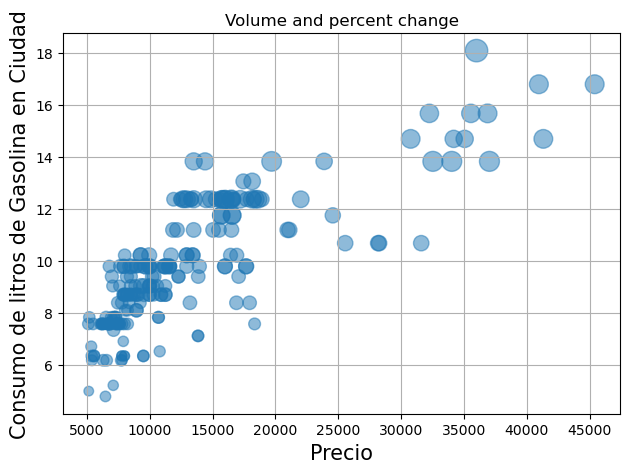 Volume and percent change
Consumo de litros de Gasolina en Ciudad
18
16
14
12
10
8
6
5000 10000 15000 20000 25000 30000 35000 40000 45000
Precio